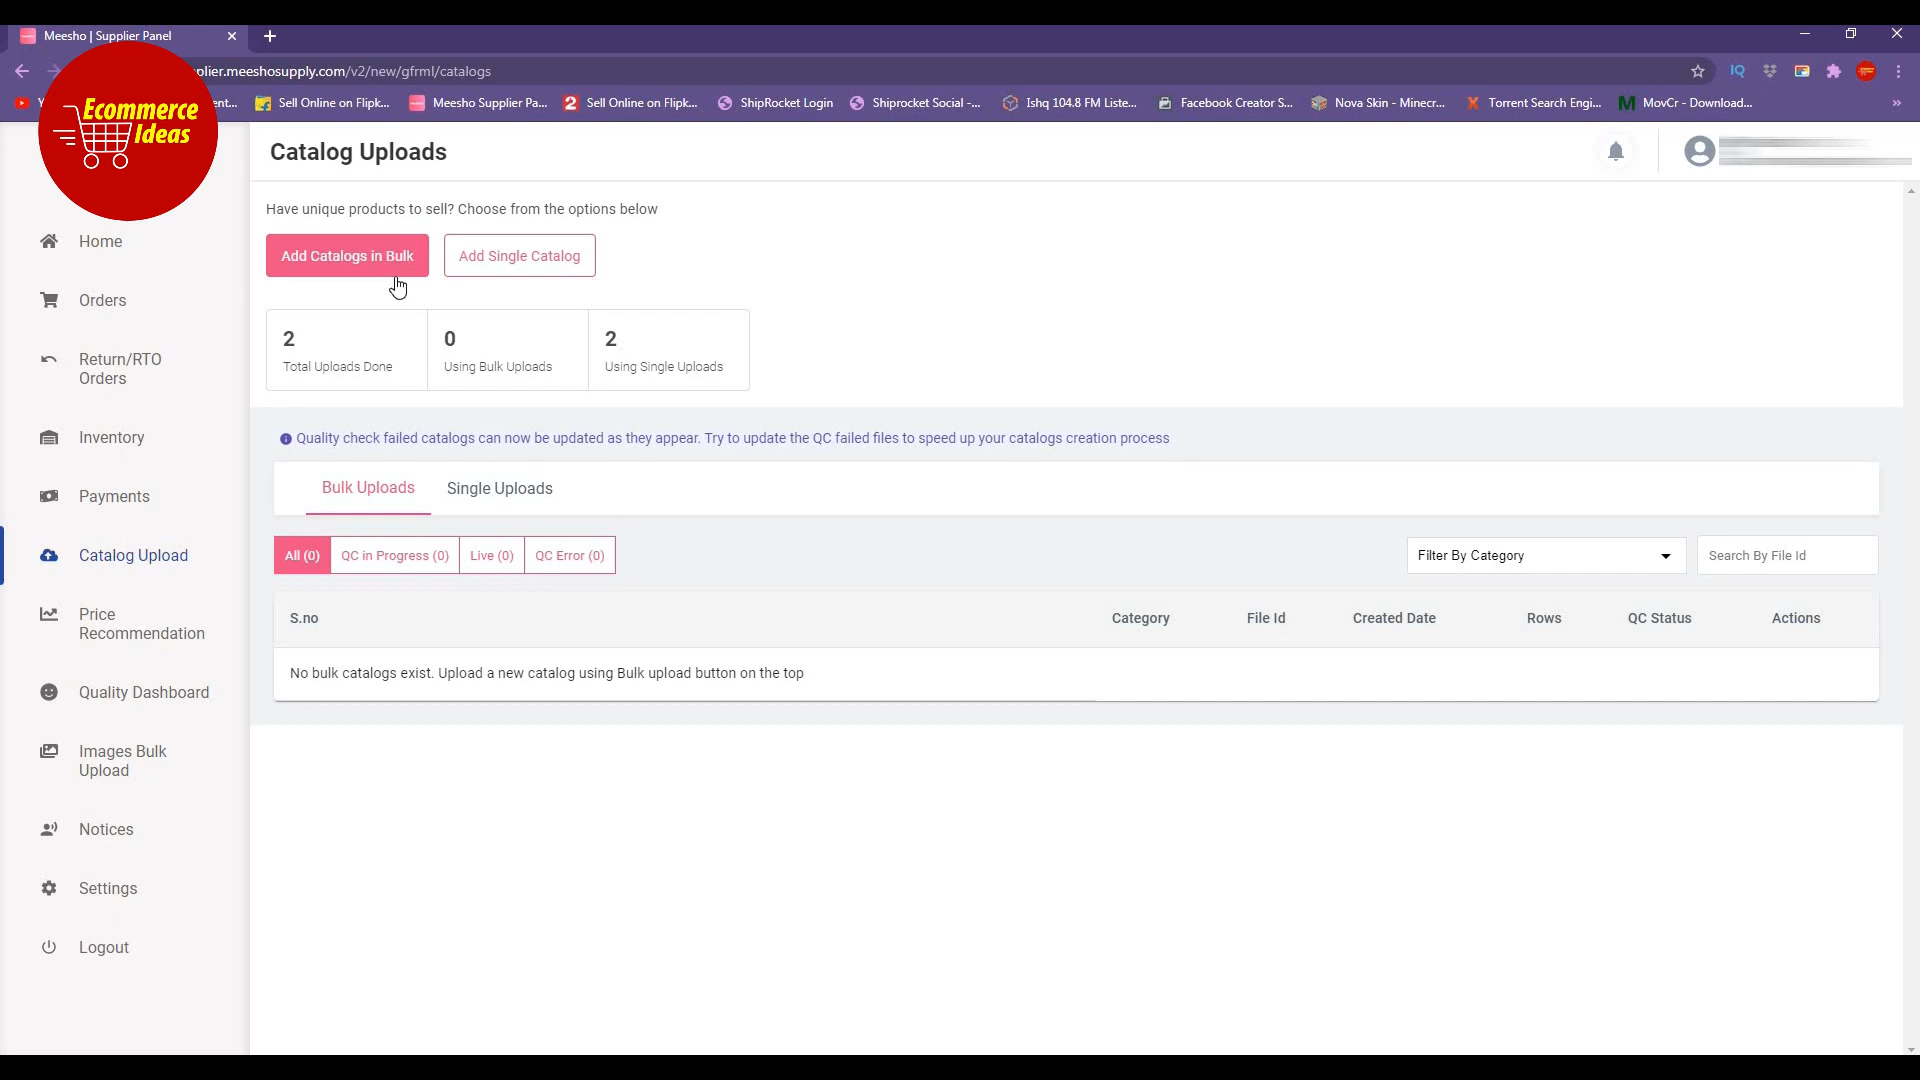 Meesho | Supplier Panel
plier.meeshosupply.com/v2/new/gfrml/catalogs
Sell Online on Flipk...
Meesho Supplier Pa...
Sell Online on Flipk...
ShipRocket Login
Shiprocket Social -...
Ishq 104.8 FM Liste...
Facebook Creator S...
Nova Skin - Minecr...
Torrent Search Engi...
MovCr - Download...
Ecommerce
Ideas
Catalog Uploads
Have unique products to sell? Choose from the options below
Add Catalogs in Bulk
Add Single Catalog
2
Total Uploads Done
0
Using Bulk Uploads
2
Using Single Uploads
Home
Orders
Return/RTO
Orders
Inventory
Payments
Catalog Upload
Price
Recommendation
Quality Dashboard
Images Bulk
Upload
Notices
Settings
Logout
Quality check failed catalogs can now be updated as they appear. Try to update the QC failed files to speed up your catalogs creation process
Bulk Uploads
Single Uploads
All (0)
QC in Progress (0)
Live (0)
QC Error (0)
Filter By Category
Search By File Id
S.no
Category
File Id
Created Date
Rows
QC Status
Actions
No bulk catalogs exist. Upload a new catalog using Bulk upload button on the top